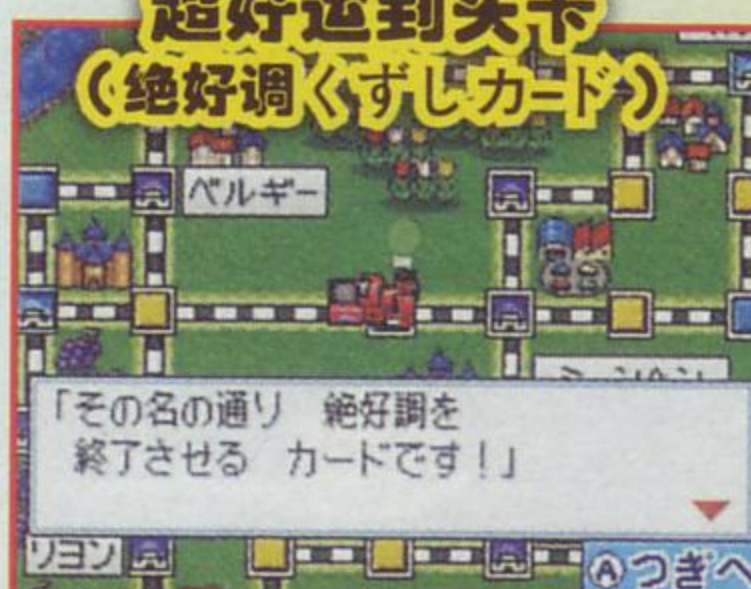 超好运到头卡
（绝好调くずしカード）
ベルギー
「その名の通り　絶好調を
終了させる　カードです！」
リヨン
Ⓐつぎへ